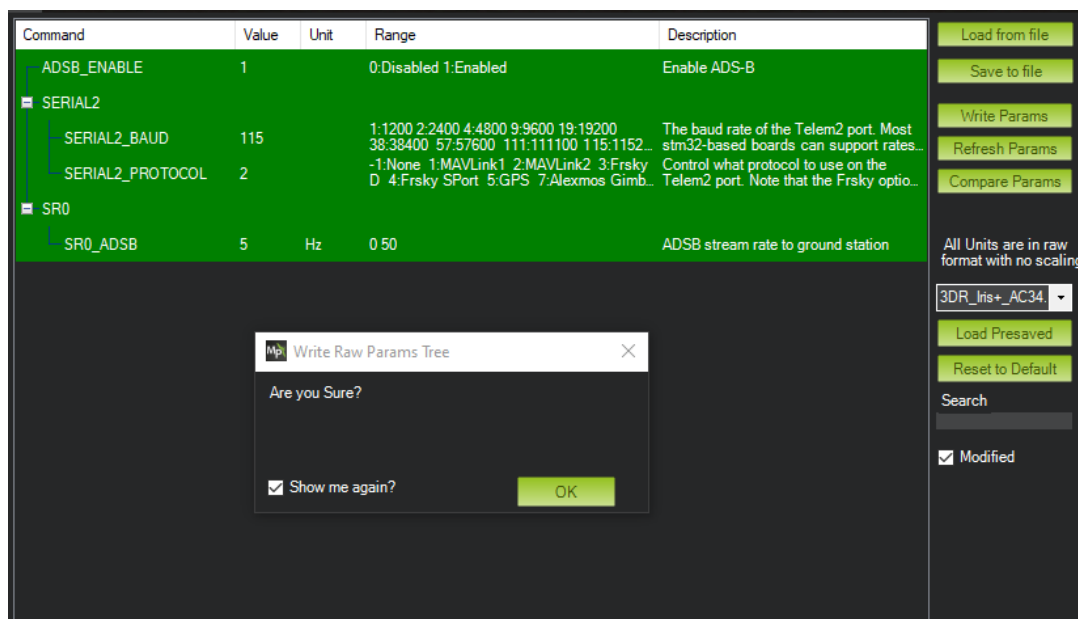 Command Value Unit Range Description
ADSB_ENABLE 1 0:Disabled 1:Enabled Enable ADS-B
SERIAL2
SERIAL2_BAUD 115 1:1200 2:2400 4:4800 9:9600 19:19200 The baud rate of the Telem2 port. Most
38:38400 57:57600 111:111100 115:1152... stm32-based boards can support rates...
SERIAL2_PROTOCOL 2 -1:None 1:MAVLink1 2:MAVLink2 3:Frsky Control what protocol to use on the
D 4:Frsky SPort 5:GPS 7:Alexmos Gimb... Telem2 port. Note that the Frsky optio...
SR0
SR0_ADSB 5 Hz 0 50 ADSB stream rate to ground station
Load from file
Save to file
Write Params
Refresh Params
Compare Params
All Units are in raw
format with no scaling
3DR_Iris+_AC34.
Load Presaved
Reset to Default
Search
Modified
Write Raw Params Tree
Are you Sure?
Show me again?
OK